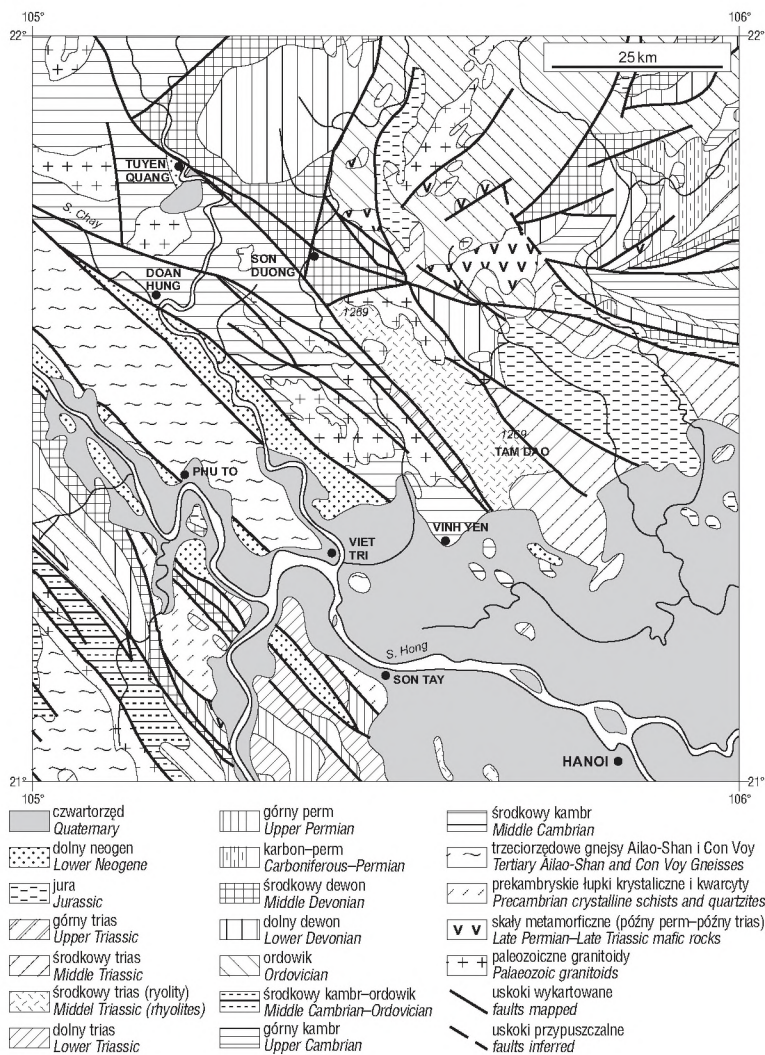 105°
106°
22°
22°
25 km
TUYEN
QUANG
S. Chay
SON
DUONG
DOAN
HUNG
1259
1269
TAM DAO
PHU TO
VINH YEN
VIET
TRI
S. Hong
SON TAY
HANOI
21°
21°
105°
106°
czwartorzęd
Quaternary
dolny neogen
Lower Neogene
jura
Jurassic
górny trias
Upper Triassic
środkowy trias
Middle Triassic
środkowy trias (ryolity)
Middel Triassic (rhyolites)
dolny trias
Lower Triassic
górny perm
Upper Permian
karbon–perm
Carboniferous–Permian
środkowy dewon
Middle Devonian
dolny dewon
Lower Devonian
ordowik
Ordovician
środkowy kambr–ordowik
Middle Cambrian–Ordovician
górny kambr
Upper Cambrian
środkowy kambr
Middle Cambrian
trzeciorzędowe gnejsy Ailao-Shan i Con Voy
Tertiary Ailao-Shan and Con Voy Gneisses
prekambryskie łupki krystaliczne i kwarcyty
Precambrian crystalline schists and quartzites
skały metamorficzne (późny perm–późny trias)
Late Permian–Late Triassic mafic rocks
paleozoiczne granitoidy
Palaeozoic granitoids
uskoki wykartowane
faults mapped
uskoki przypuszczalne
faults inferred